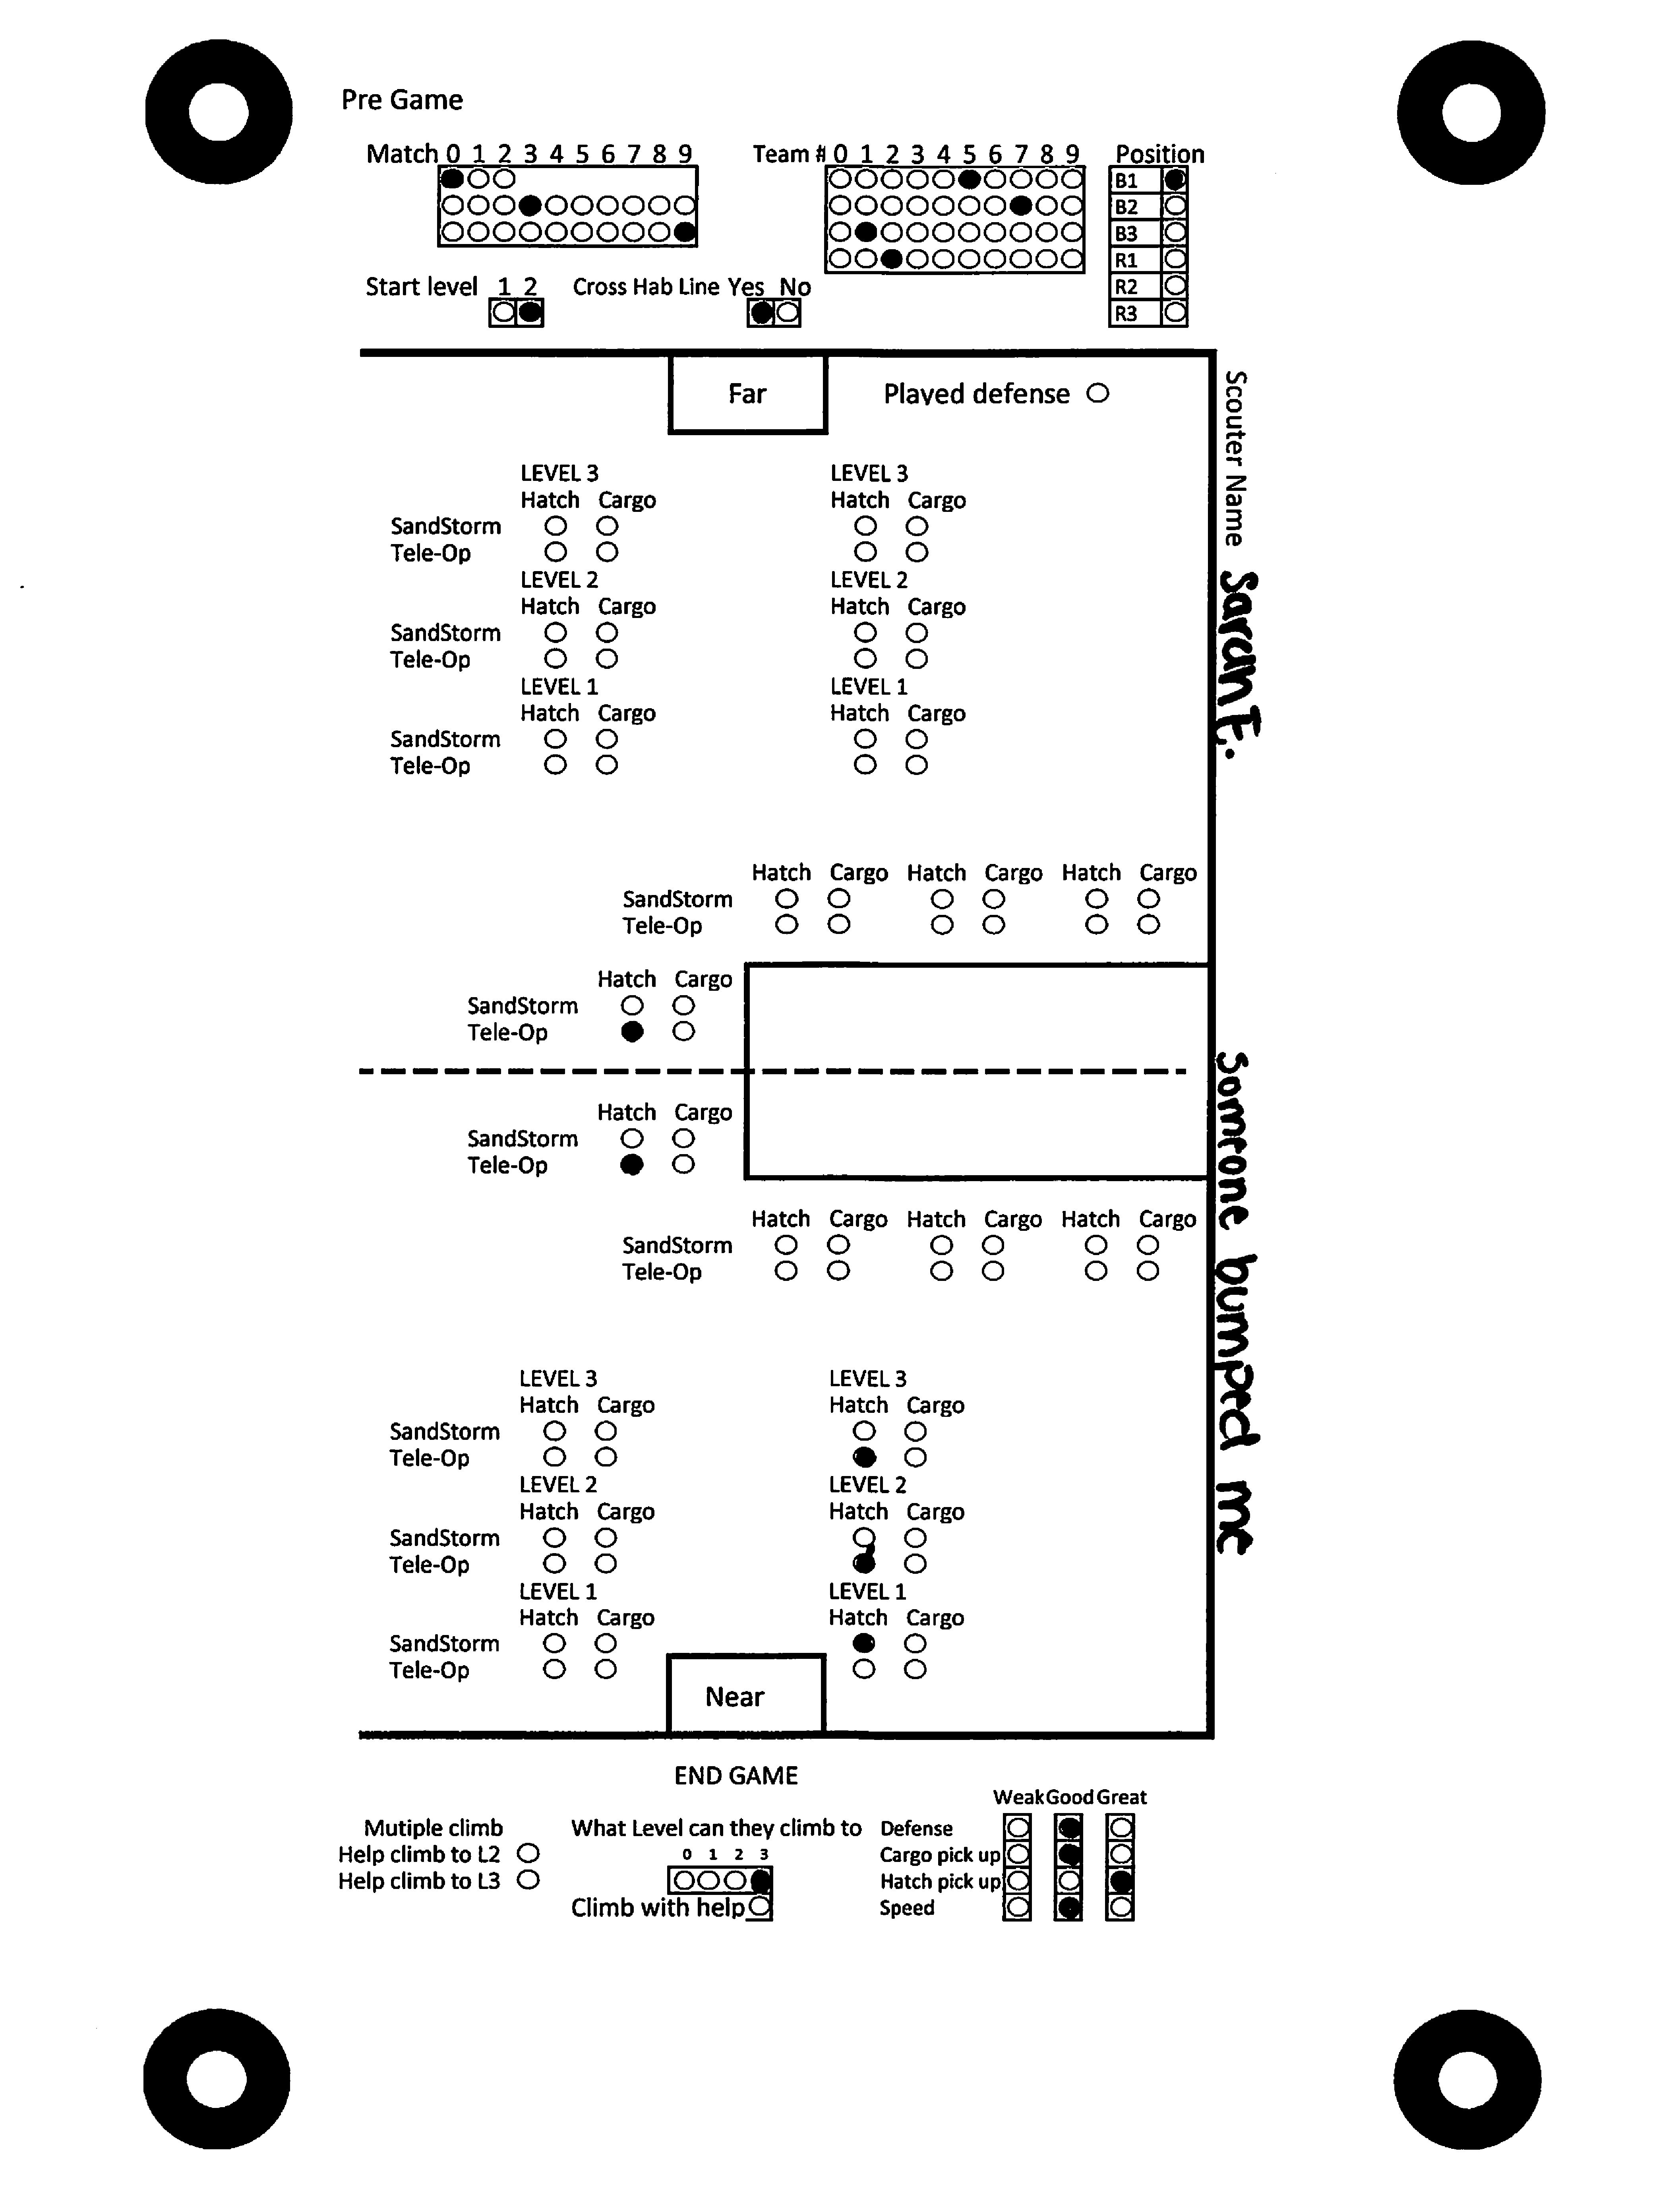 Pre Game
Match 0 1 2 3 4 5 6 7 8 9
Team # 0 1 2 3 4 5 6 7 8 9
Position
B1
B2
B3
R1
R2
R3
Start level 1 2
Cross Hab Line Yes No
Far
Played defense
Scouter Name Sarah E.
LEVEL 3 LEVEL 3
Hatch Cargo Hatch Cargo
SandStorm
Tele-Op
LEVEL 2 LEVEL 2
Hatch Cargo Hatch Cargo
SandStorm
Tele-Op
LEVEL 1 LEVEL 1
Hatch Cargo Hatch Cargo
SandStorm
Tele-Op
Hatch Cargo Hatch Cargo Hatch Cargo
SandStorm
Tele-Op
Hatch Cargo
SandStorm
Tele-Op
Someone bumped me
Hatch Cargo
SandStorm
Tele-Op
Hatch Cargo Hatch Cargo Hatch Cargo
SandStorm
Tele-Op
LEVEL 3 LEVEL 3
Hatch Cargo Hatch Cargo
SandStorm
Tele-Op
LEVEL 2 LEVEL 2
Hatch Cargo Hatch Cargo
SandStorm
Tele-Op
LEVEL 1 LEVEL 1
Hatch Cargo Hatch Cargo
SandStorm
Tele-Op
Near
END GAME
Mutiple climb
Help climb to L2
Help climb to L3
What Level can they climb to
0 1 2 3
Climb with help
Weak Good Great
Defense
Cargo pick up
Hatch pick up
Speed